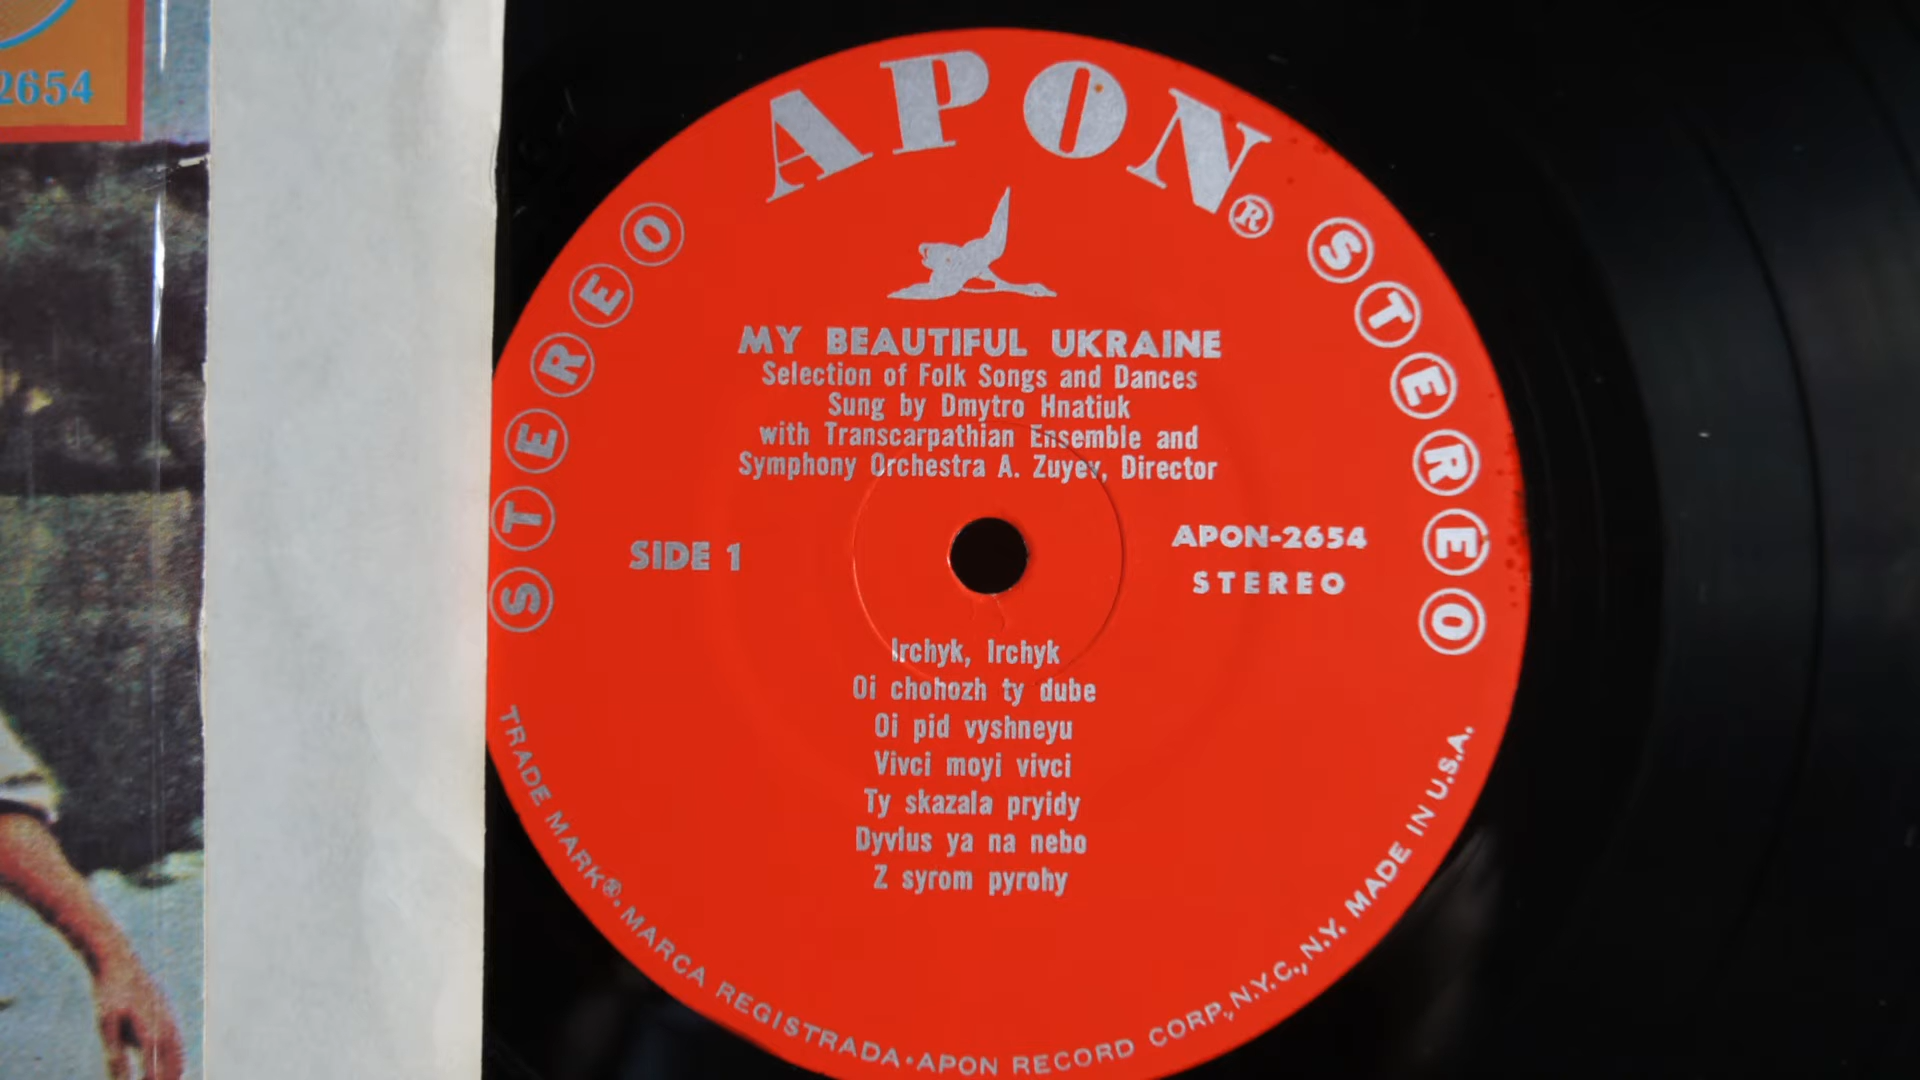 2654
APON®
STEREO
STEREO
MY BEAUTIFUL UKRAINE
Selection of Folk Songs and Dances
Sung by Dmytro Hnatiuk
with Transcarpathian Ensemble and
Symphony Orchestra A. Zuyev, Director
SIDE 1
APON-2654
STEREO
Irchyk, Irchyk
Oi chohozh ty dube
Oi pid vyshneyu
Vivci moyi vivci
Ty skazala pryidy
Dyvlus ya na nebo
Z syrom pyrohy
TRADE MARK®. MARCA REGISTRADA·APON RECORD CORP., N.Y.C., N.Y. MADE IN U.S.A.